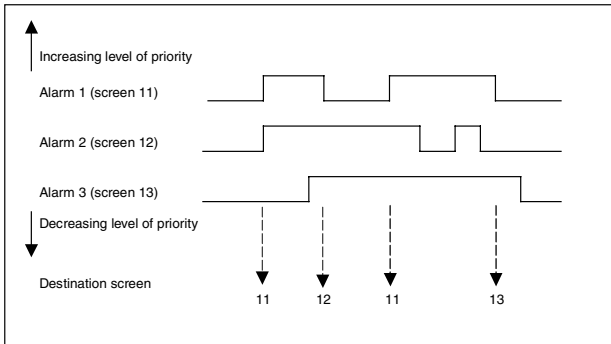 Increasing level of priority
Alarm 1 (screen 11)
Alarm 2 (screen 12)
Alarm 3 (screen 13)
Decreasing level of priority
Destination screen
11 12 11 13